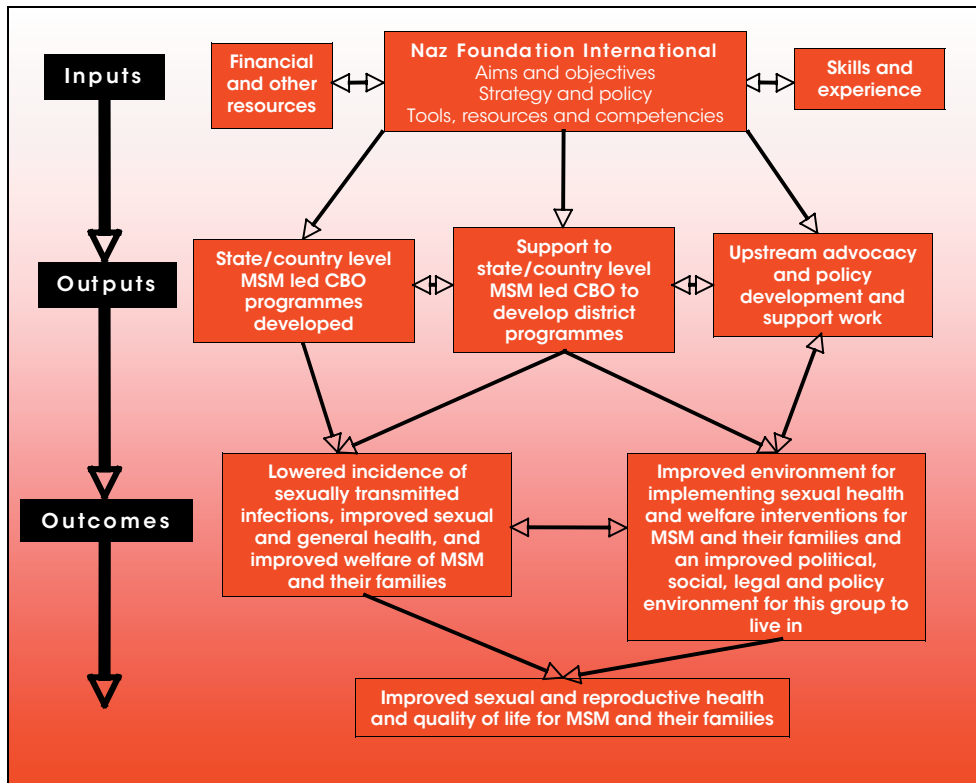 Inputs
Financial
and other
resources
Naz Foundation International
Aims and objectives
Strategy and policy
Tools, resources and competencies
Skills and
experience
Outputs
State/country level
MSM led CBO
programmes
developed
Support to
state/country level
MSM led CBO to
develop district
programmes
Upstream advocacy
and policy
development and
support work
Outcomes
Lowered incidence of
sexually transmitted
infections, improved sexual
and general health, and
improved welfare of MSM
and their families
Improved environment for
implementing sexual health
and welfare interventions for
MSM and their families and
an improved political,
social, legal and policy
environment for this group to
live in
Improved sexual and reproductive health
and quality of life for MSM and their families